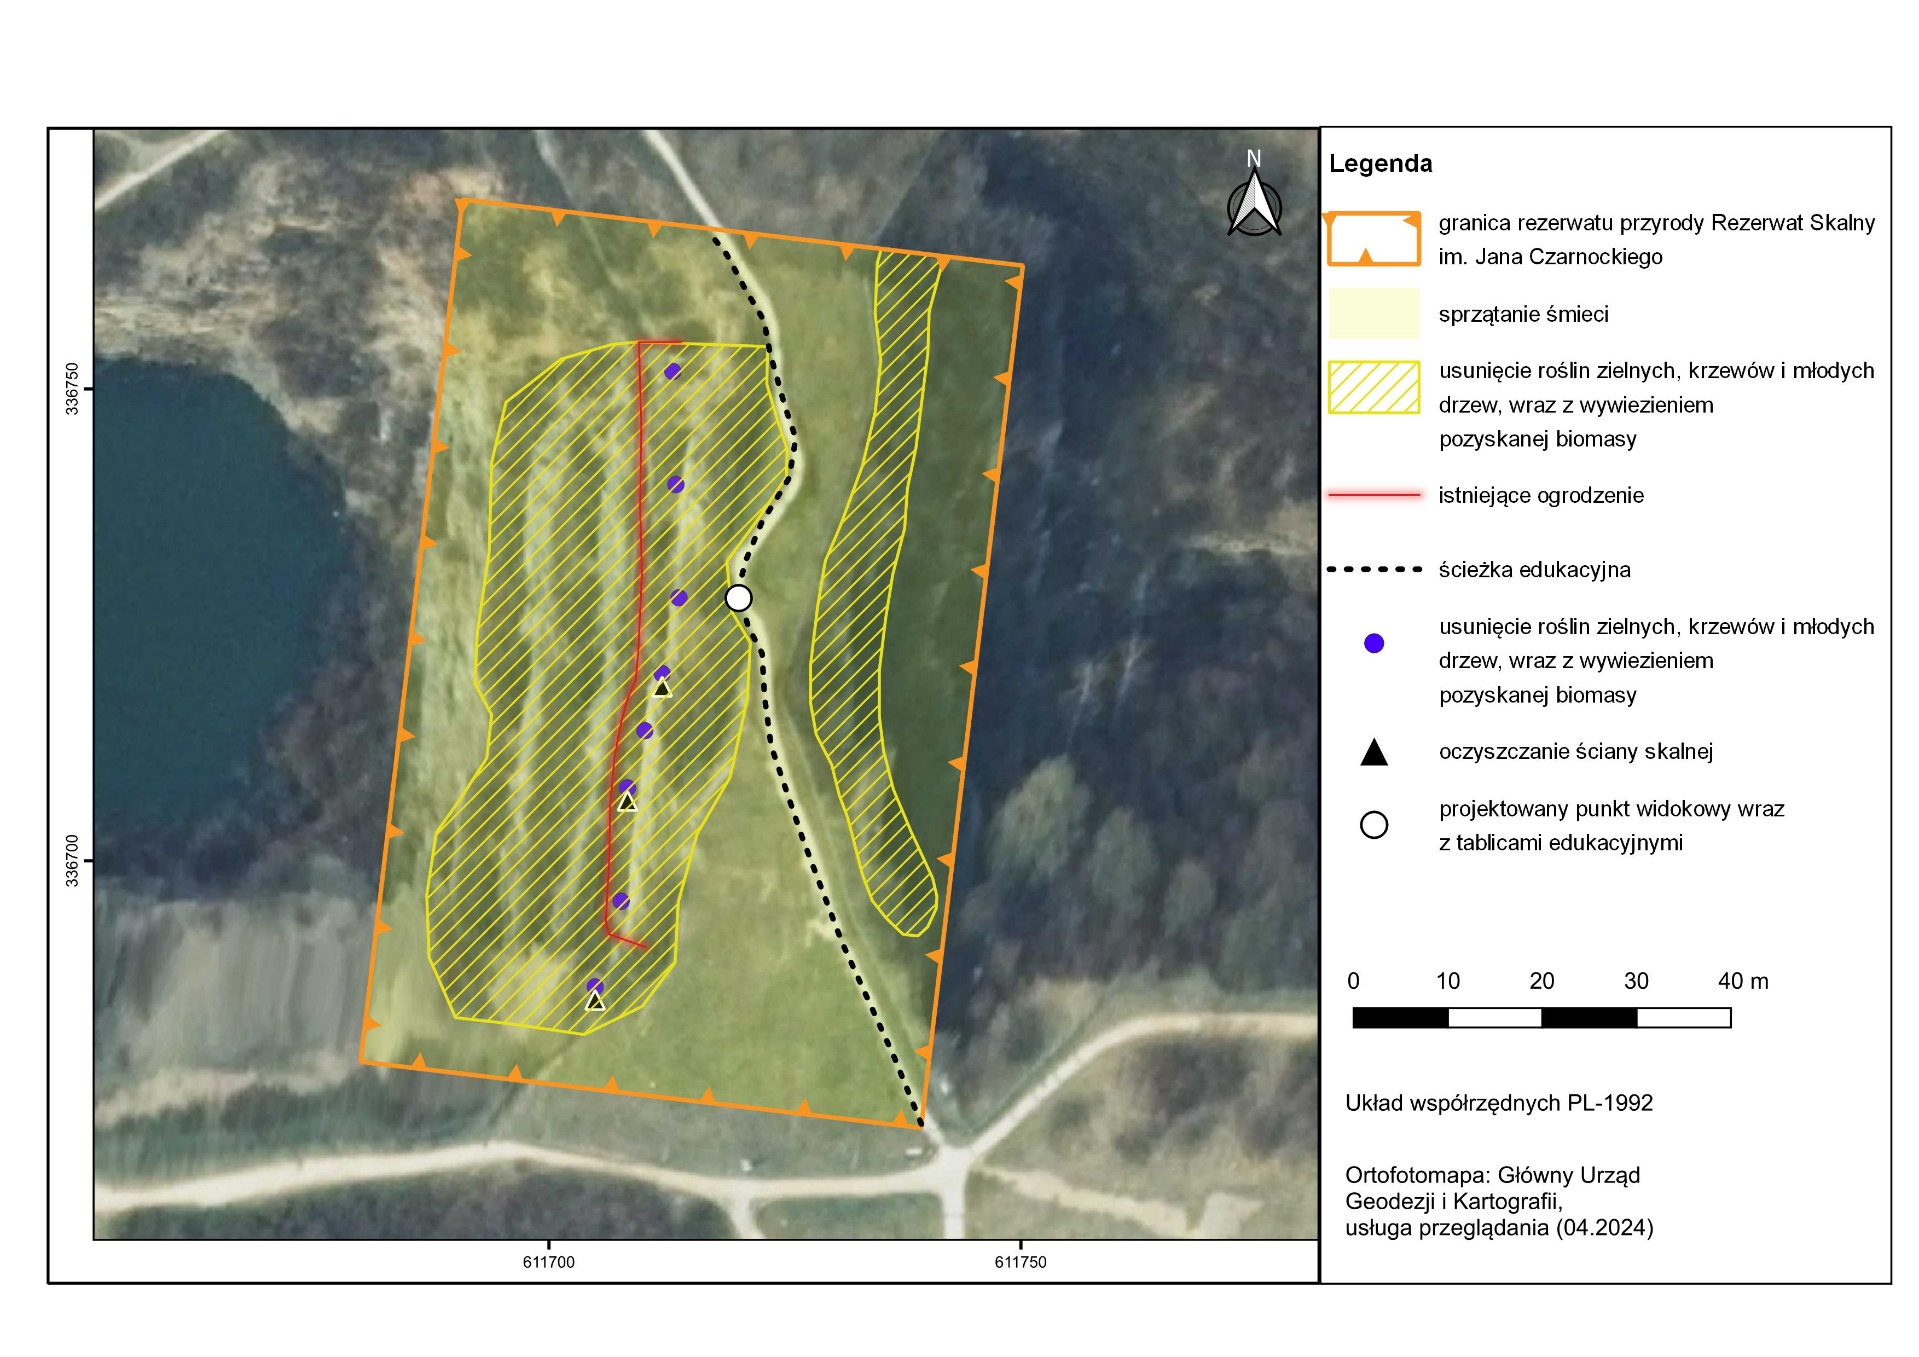 N
336750
336700
611700
611750
Legenda
granica rezerwatu przyrody Rezerwat Skalny
im. Jana Czarnockiego
sprzątanie śmieci
usunięcie roślin zielnych, krzewów i młodych
drzew, wraz z wywiezieniem
pozyskanej biomasy
istniejące ogrodzenie
ścieżka edukacyjna
usunięcie roślin zielnych, krzewów i młodych
drzew, wraz z wywiezieniem
pozyskanej biomasy
oczyszczanie ściany skalnej
projektowany punkt widokowy wraz
z tablicami edukacyjnymi
0 10 20 30 40 m
Układ współrzędnych PL-1992
Ortofotomapa: Główny Urząd
Geodezji i Kartografii,
usługa przeglądania (04.2024)